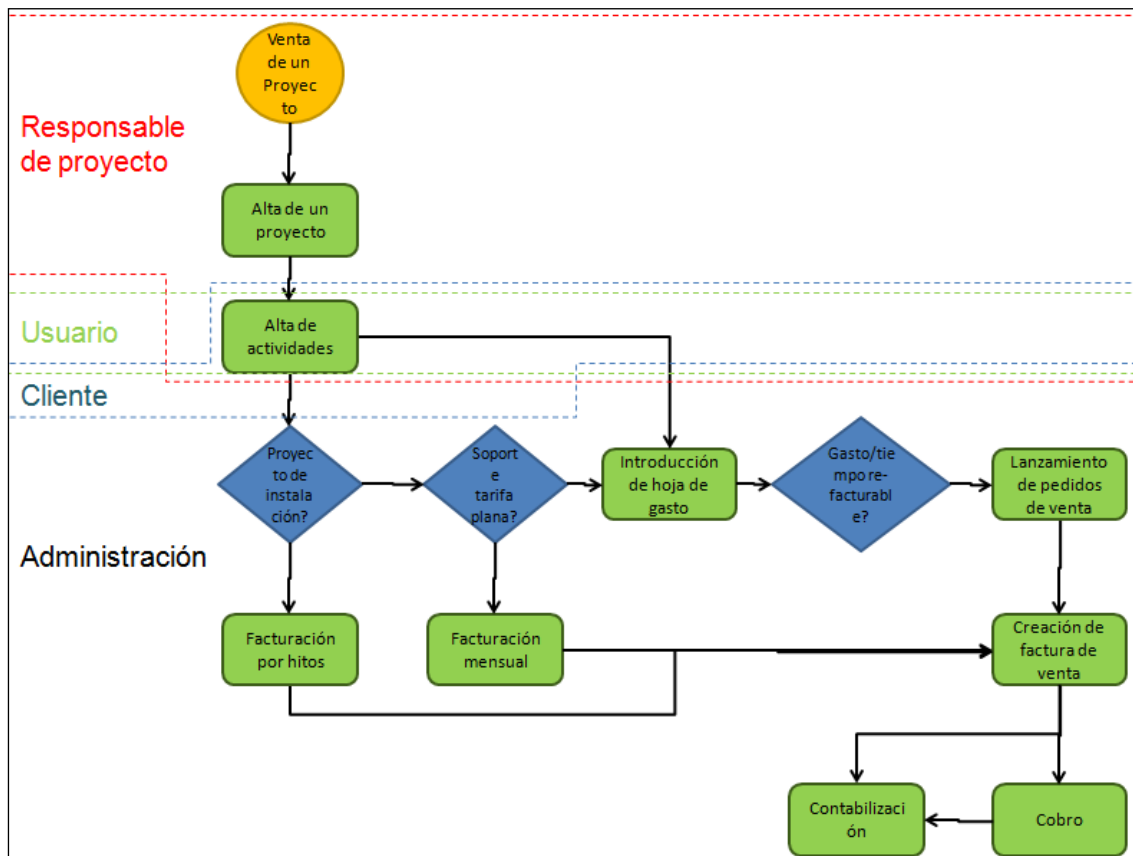 Venta
de un
Proyec
to
Responsable
de proyecto
Alta de un
proyecto
Usuario
Alta de
actividades
Cliente
Proyec
to de
instala
ción?
Soport
e
tarifa
plana?
Introducción
de hoja de
gasto
Gasto/tie
mpo re-
facturabl
e?
Lanzamiento
de pedidos
de venta
Administración
Facturación
por hitos
Facturación
mensual
Creación de
factura de
venta
Contabilizaci
ón
Cobro